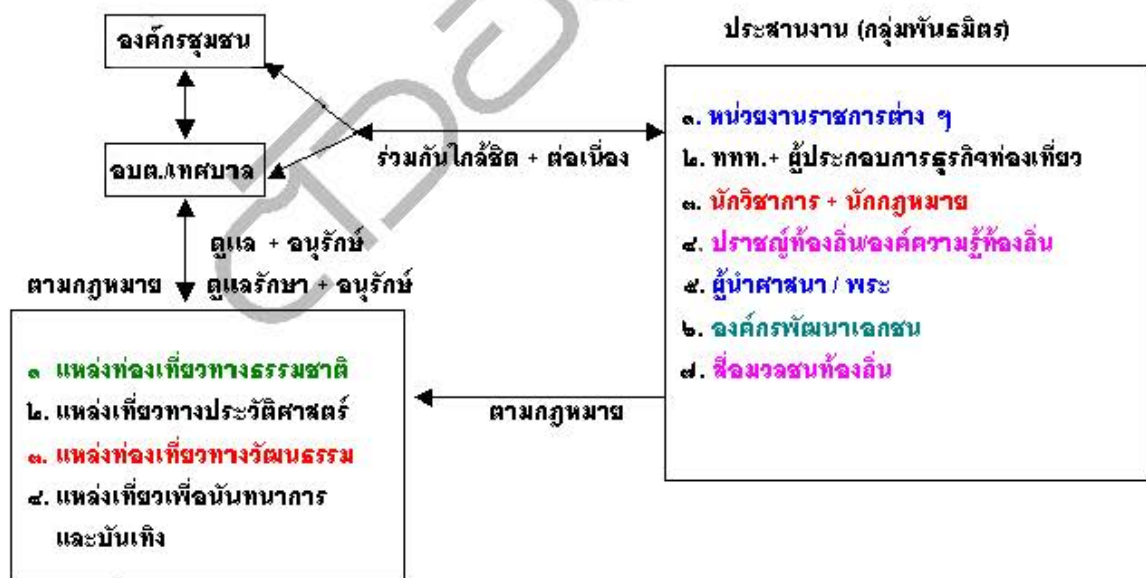 องค์กรชุมชน
ประสานงาน (กลุ่มพันธมิตร)
อบต./เทศบาล
ร่วมกันใกล้ชิด + ต่อเนื่อง
๑. หน่วยงานราชการต่าง ๆ
๒. ททท.+ ผู้ประกอบการธุรกิจท่องเที่ยว
๓. นักวิชาการ + นักกฎหมาย
๔. ปราชญ์ท้องถิ่น/องค์ความรู้ท้องถิ่น
๕. ผู้นำศาสนา / พระ
๖. องค์กรพัฒนาเอกชน
๗. สื่อมวลชนท้องถิ่น
ดูแล + อนุรักษ์
ตามกฎหมาย ดูแลรักษา + อนุรักษ์
๑ แหล่งท่องเที่ยวทางธรรมชาติ
๒. แหล่งเที่ยวทางประวัติศาสตร์
๓. แหล่งท่องเที่ยวทางวัฒนธรรม
๔. แหล่งเที่ยวเพื่อนันทนาการ
และบันเทิง
ตามกฎหมาย